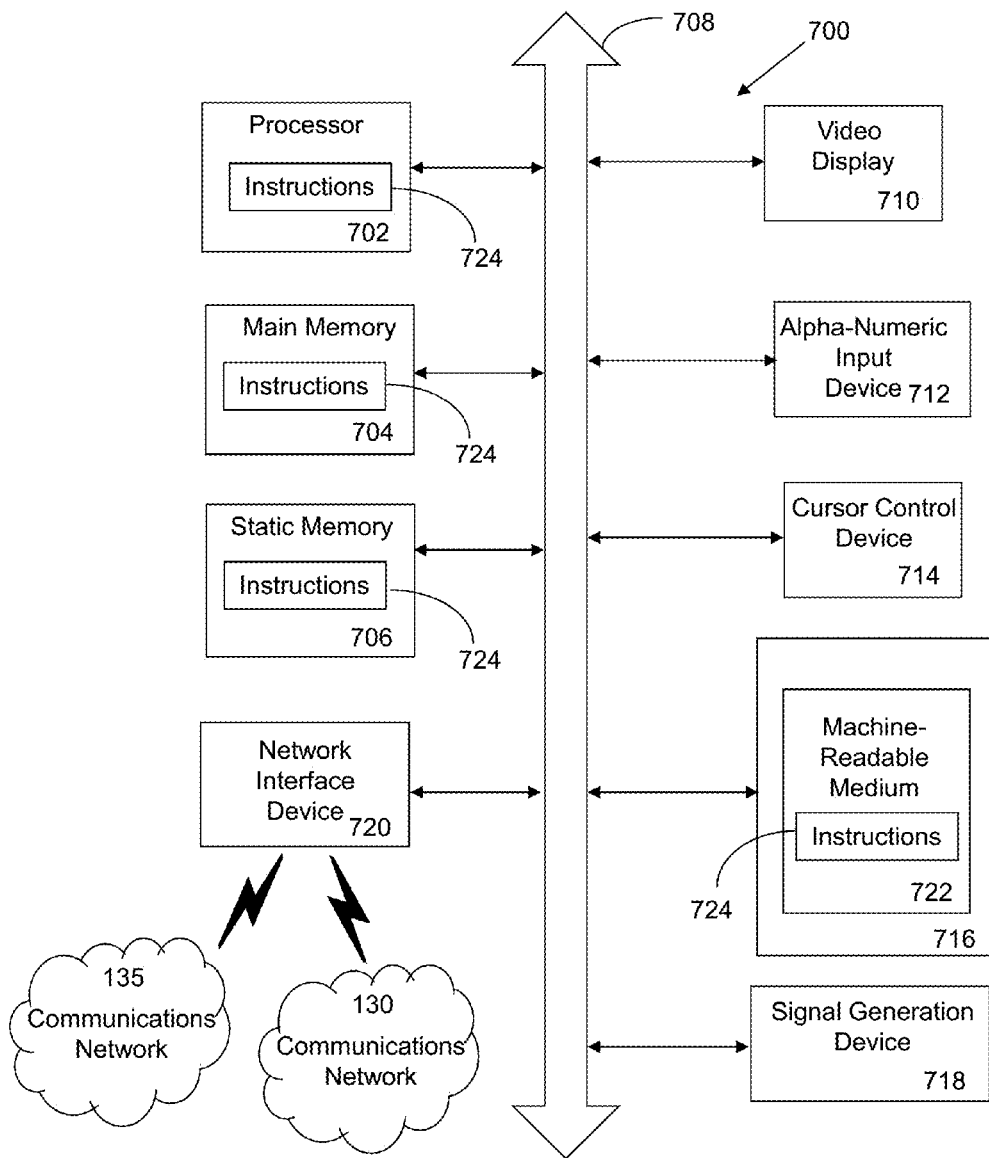 708
700
Processor
Instructions
702
724
Video
Display
710
Main Memory
Instructions
704
724
Alpha-Numeric
Input
Device
712
Static Memory
Instructions
706
724
Cursor Control
Device
714
Network
Interface
Device
720
Machine-
Readable
Medium
Instructions
722
724
716
135
Communications
Network
130
Communications
Network
Signal Generation
Device
718